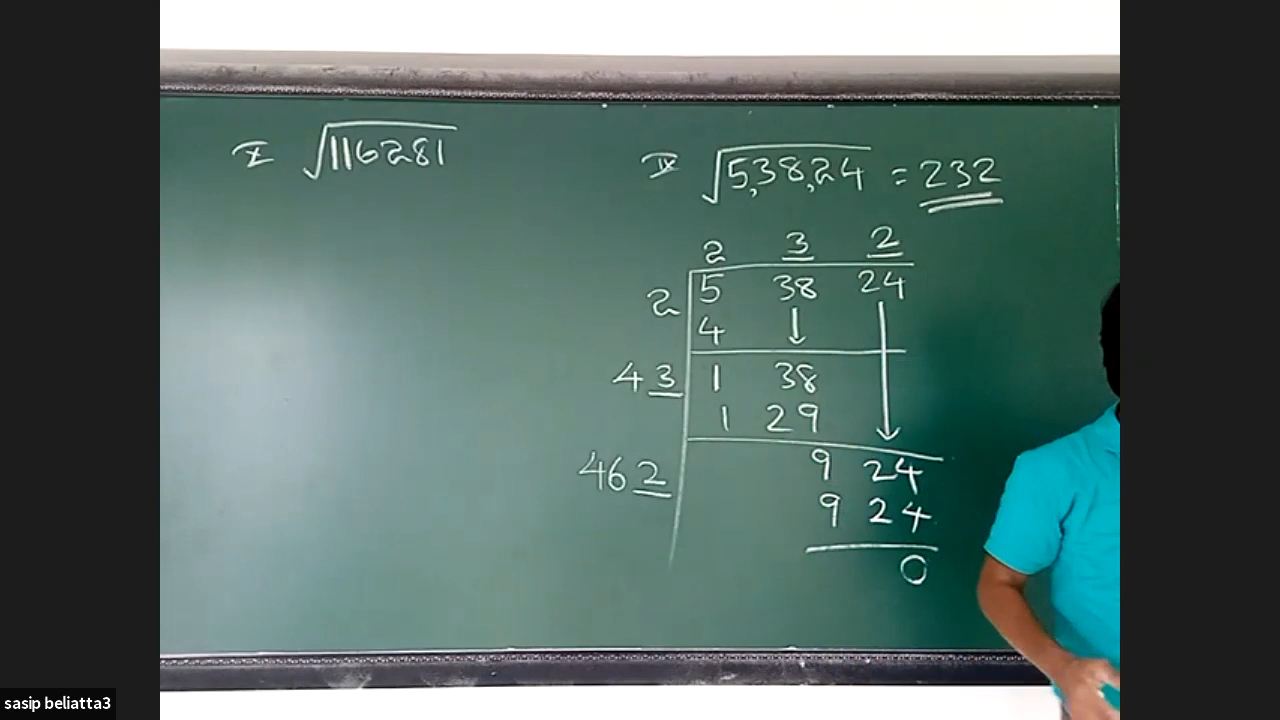 V √116281
IV √5,38,24 = 232
2 3 2
2 5 38 24
4
43 1 38
1 29
462 9 24
9 24
0
sasip beliatta3